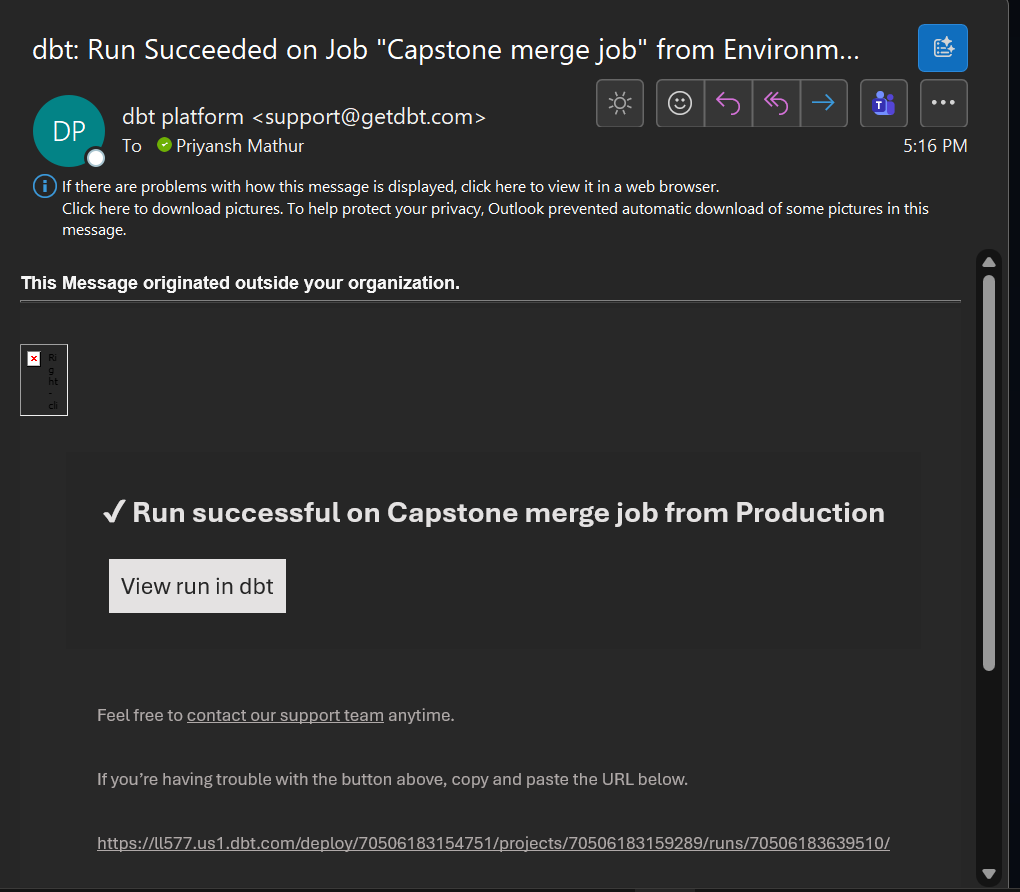 dbt: Run Succeeded on Job "Capstone merge job" from Environm...
DP
dbt platform <support@getdbt.com>
To Priyansh Mathur
5:16 PM
If there are problems with how this message is displayed, click here to view it in a web browser.
Click here to download pictures. To help protect your privacy, Outlook prevented automatic download of some pictures in this
message.
This Message originated outside your organization.
Ri
g
ht
-
cli
✓ Run successful on Capstone merge job from Production
View run in dbt
Feel free to contact our support team anytime.
If you’re having trouble with the button above, copy and paste the URL below.
https://ll577.us1.dbt.com/deploy/70506183154751/projects/70506183159289/runs/70506183639510/